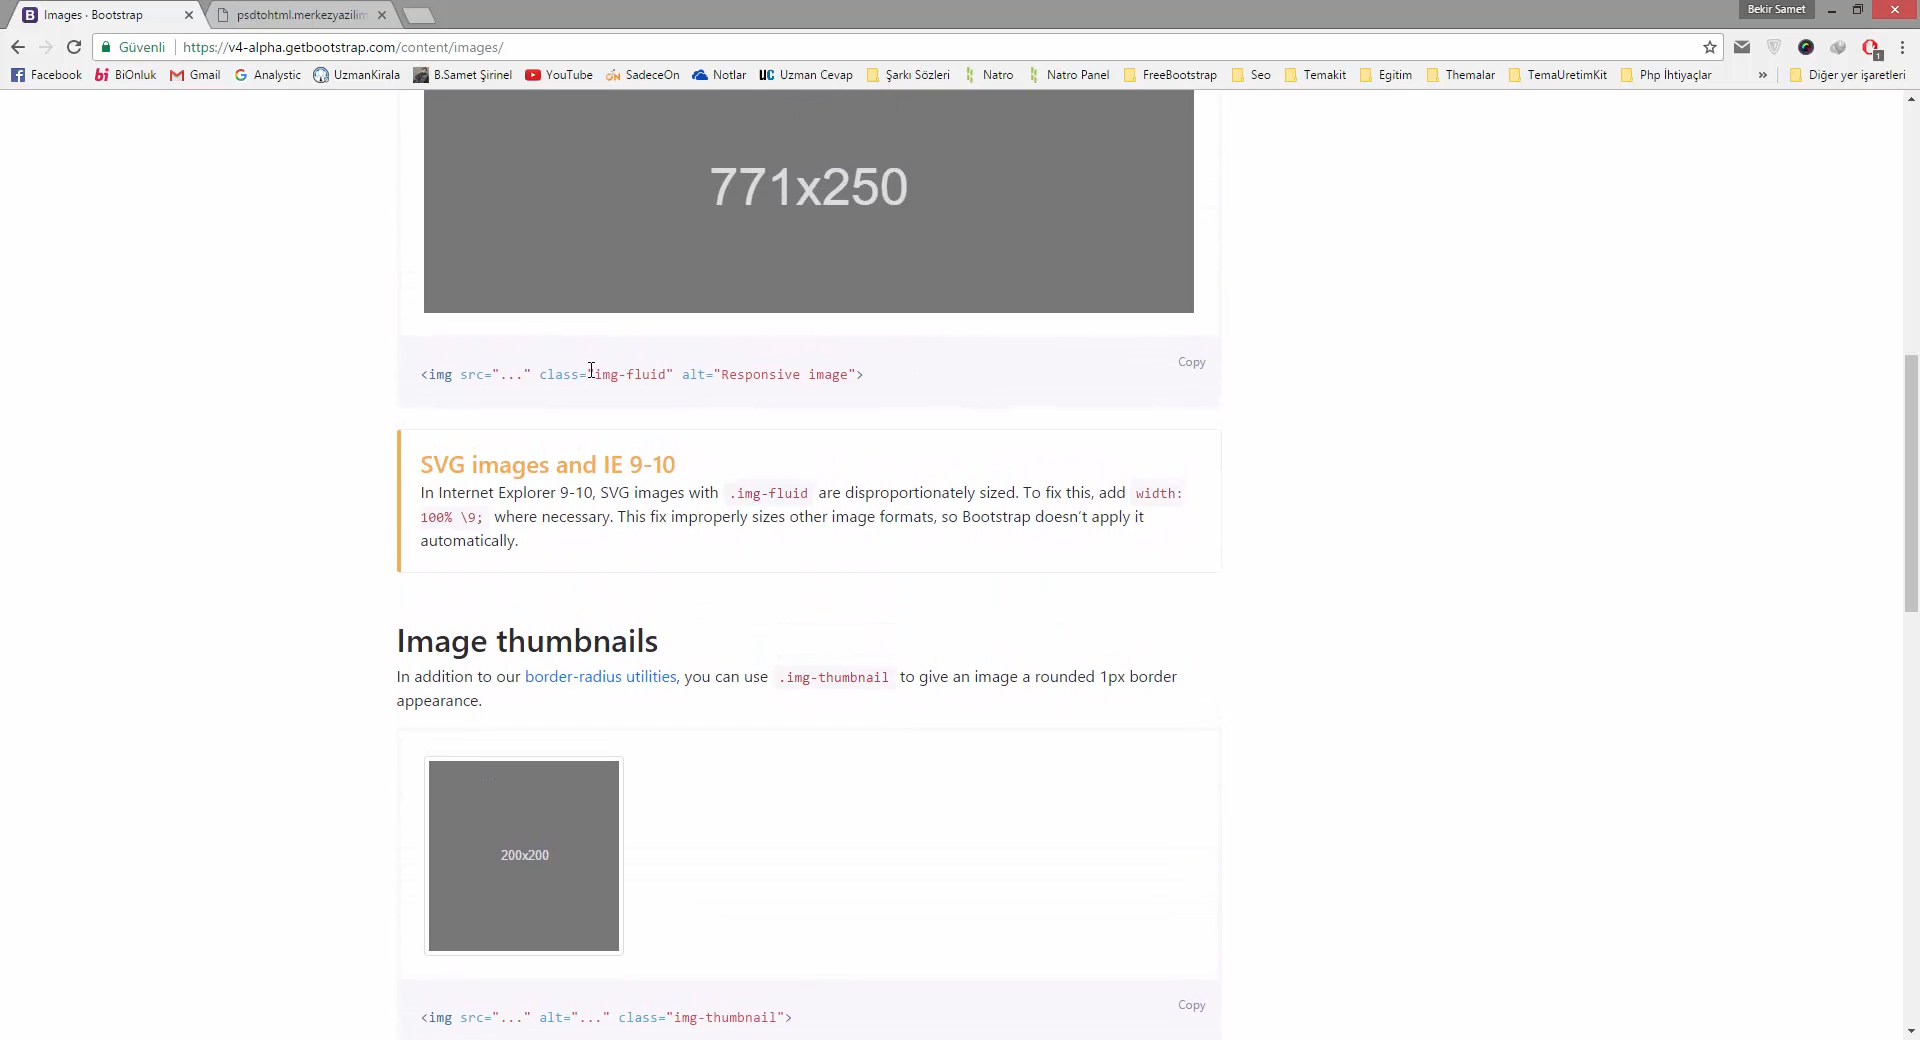 Images · Bootstrap
psdtohtml.merkezyazilim
Bekir Samet
Güvenli
https://v4-alpha.getbootstrap.com/content/images/
1
Facebook
BiOnluk
Gmail
Analystic
UzmanKirala
B.Samet Şirinel
YouTube
SadeceOn
Notlar
UC Uzman Cevap
Şarkı Sözleri
Natro
Natro Panel
FreeBootstrap
Seo
Temakit
Egitim
Themalar
TemaUretimKit
Php İhtiyaçlar
»
Diğer yer işaretleri
771x250
Copy
<img src="..." class="img-fluid" alt="Responsive image">
SVG images and IE 9-10
In Internet Explorer 9-10, SVG images with .img-fluid are disproportionately sized. To fix this, add width:
100% \9; where necessary. This fix improperly sizes other image formats, so Bootstrap doesn’t apply it
automatically.
Image thumbnails
In addition to our border-radius utilities, you can use .img-thumbnail to give an image a rounded 1px border
appearance.
200x200
Copy
<img src="..." alt="..." class="img-thumbnail">